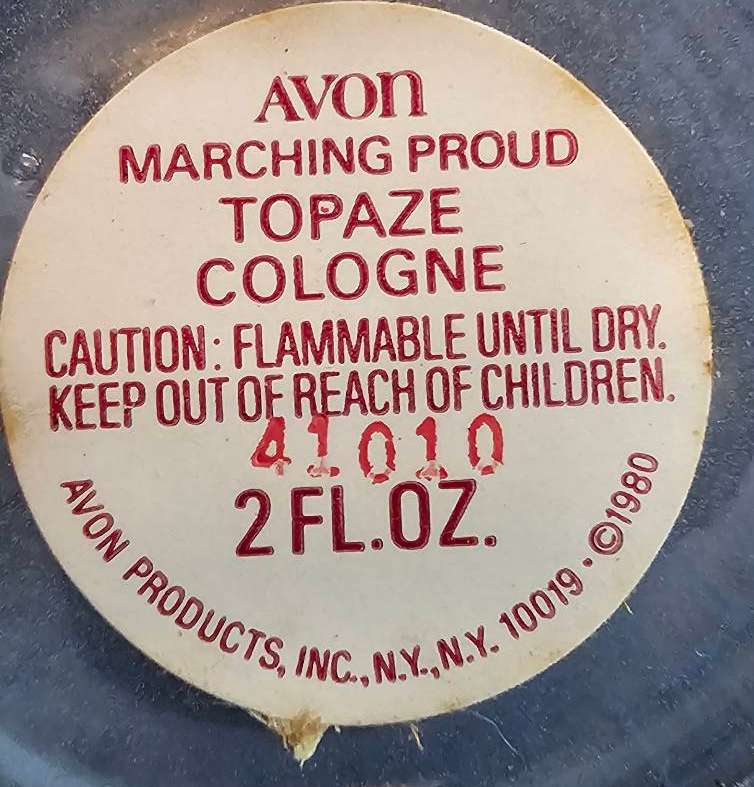 AVON
MARCHING PROUD
TOPAZE
COLOGNE
CAUTION: FLAMMABLE UNTIL DRY.
KEEP OUT OF REACH OF CHILDREN.
41010
2 FL.OZ.
AVON PRODUCTS, INC., N.Y., N.Y. 10019 · ©1980